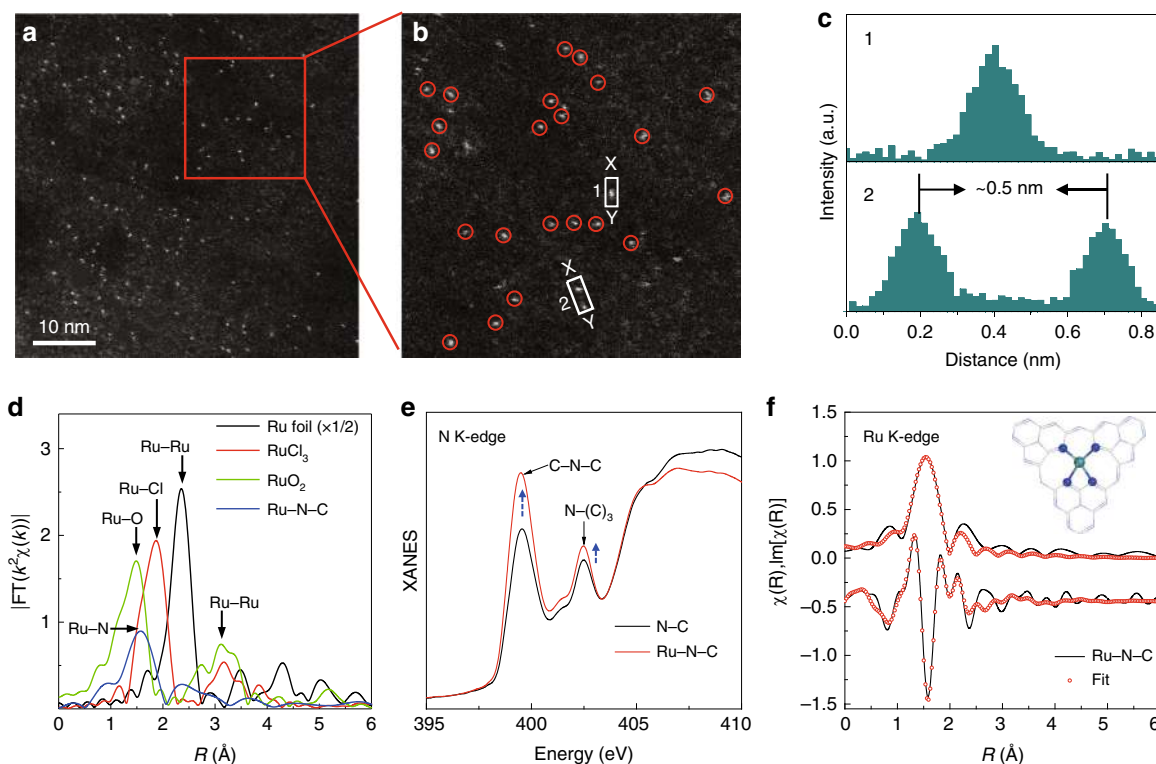 a
10 nm
b
X
1
Y
X
2
Y
c
1
2
~0.5 nm
Intensity (a.u.)
0.0 0.2 0.4 0.6 0.8
Distance (nm)
d
Ru foil (×1/2)
RuCl3
RuO2
Ru–N–C
Ru–Ru
Ru–Cl
Ru–O
Ru–N
Ru–Ru
|FT(k²χ(k))|
3
2
1
0 1 2 3 4 5 6
R (Å)
e
N K-edge
C–N–C
N–(C)3
XANES
N–C
Ru–N–C
395 400 405 410
Energy (eV)
f
Ru K-edge
χ(R),Im[χ(R)]
1.5
1.0
0.5
0.0
–0.5
–1.0
–1.5
Ru–N–C
Fit
0 1 2 3 4 5 6
R (Å)